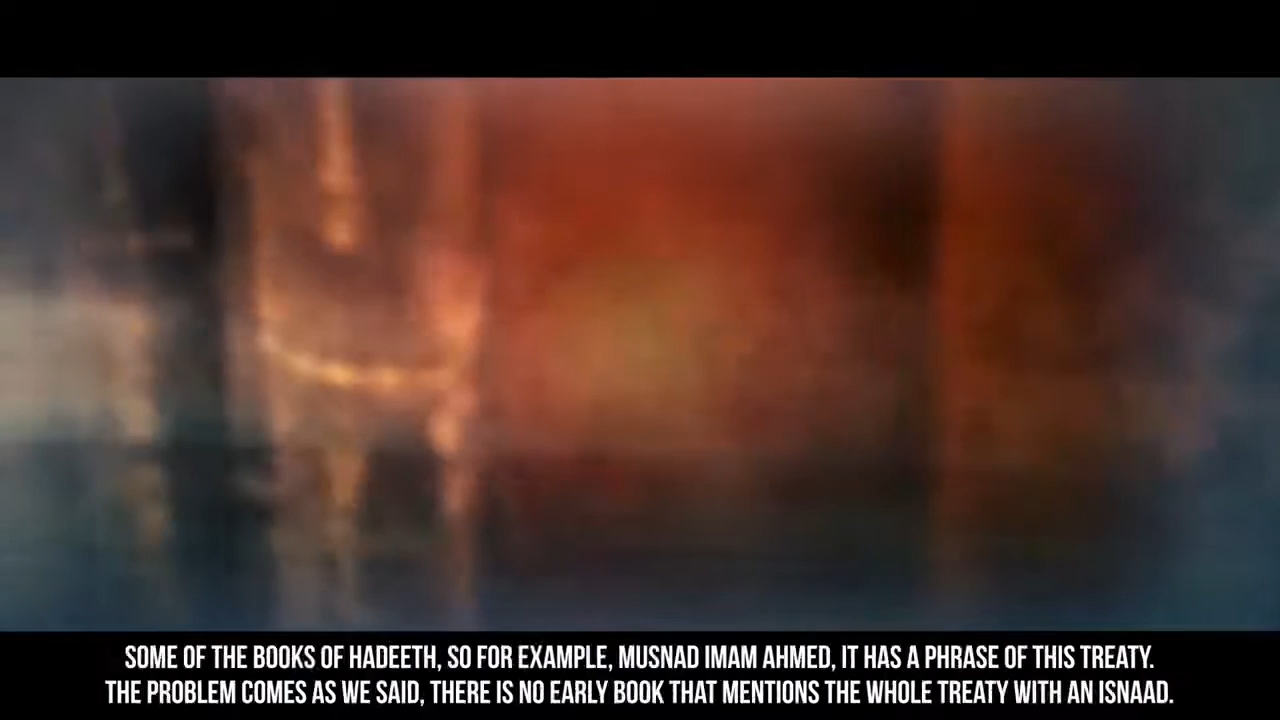 SOME OF THE BOOKS OF HADEETH, SO FOR EXAMPLE, MUSNAD IMAM AHMED, IT HAS A PHRASE OF THIS TREATY.
THE PROBLEM COMES AS WE SAID, THERE IS NO EARLY BOOK THAT MENTIONS THE WHOLE TREATY WITH AN ISNAAD.